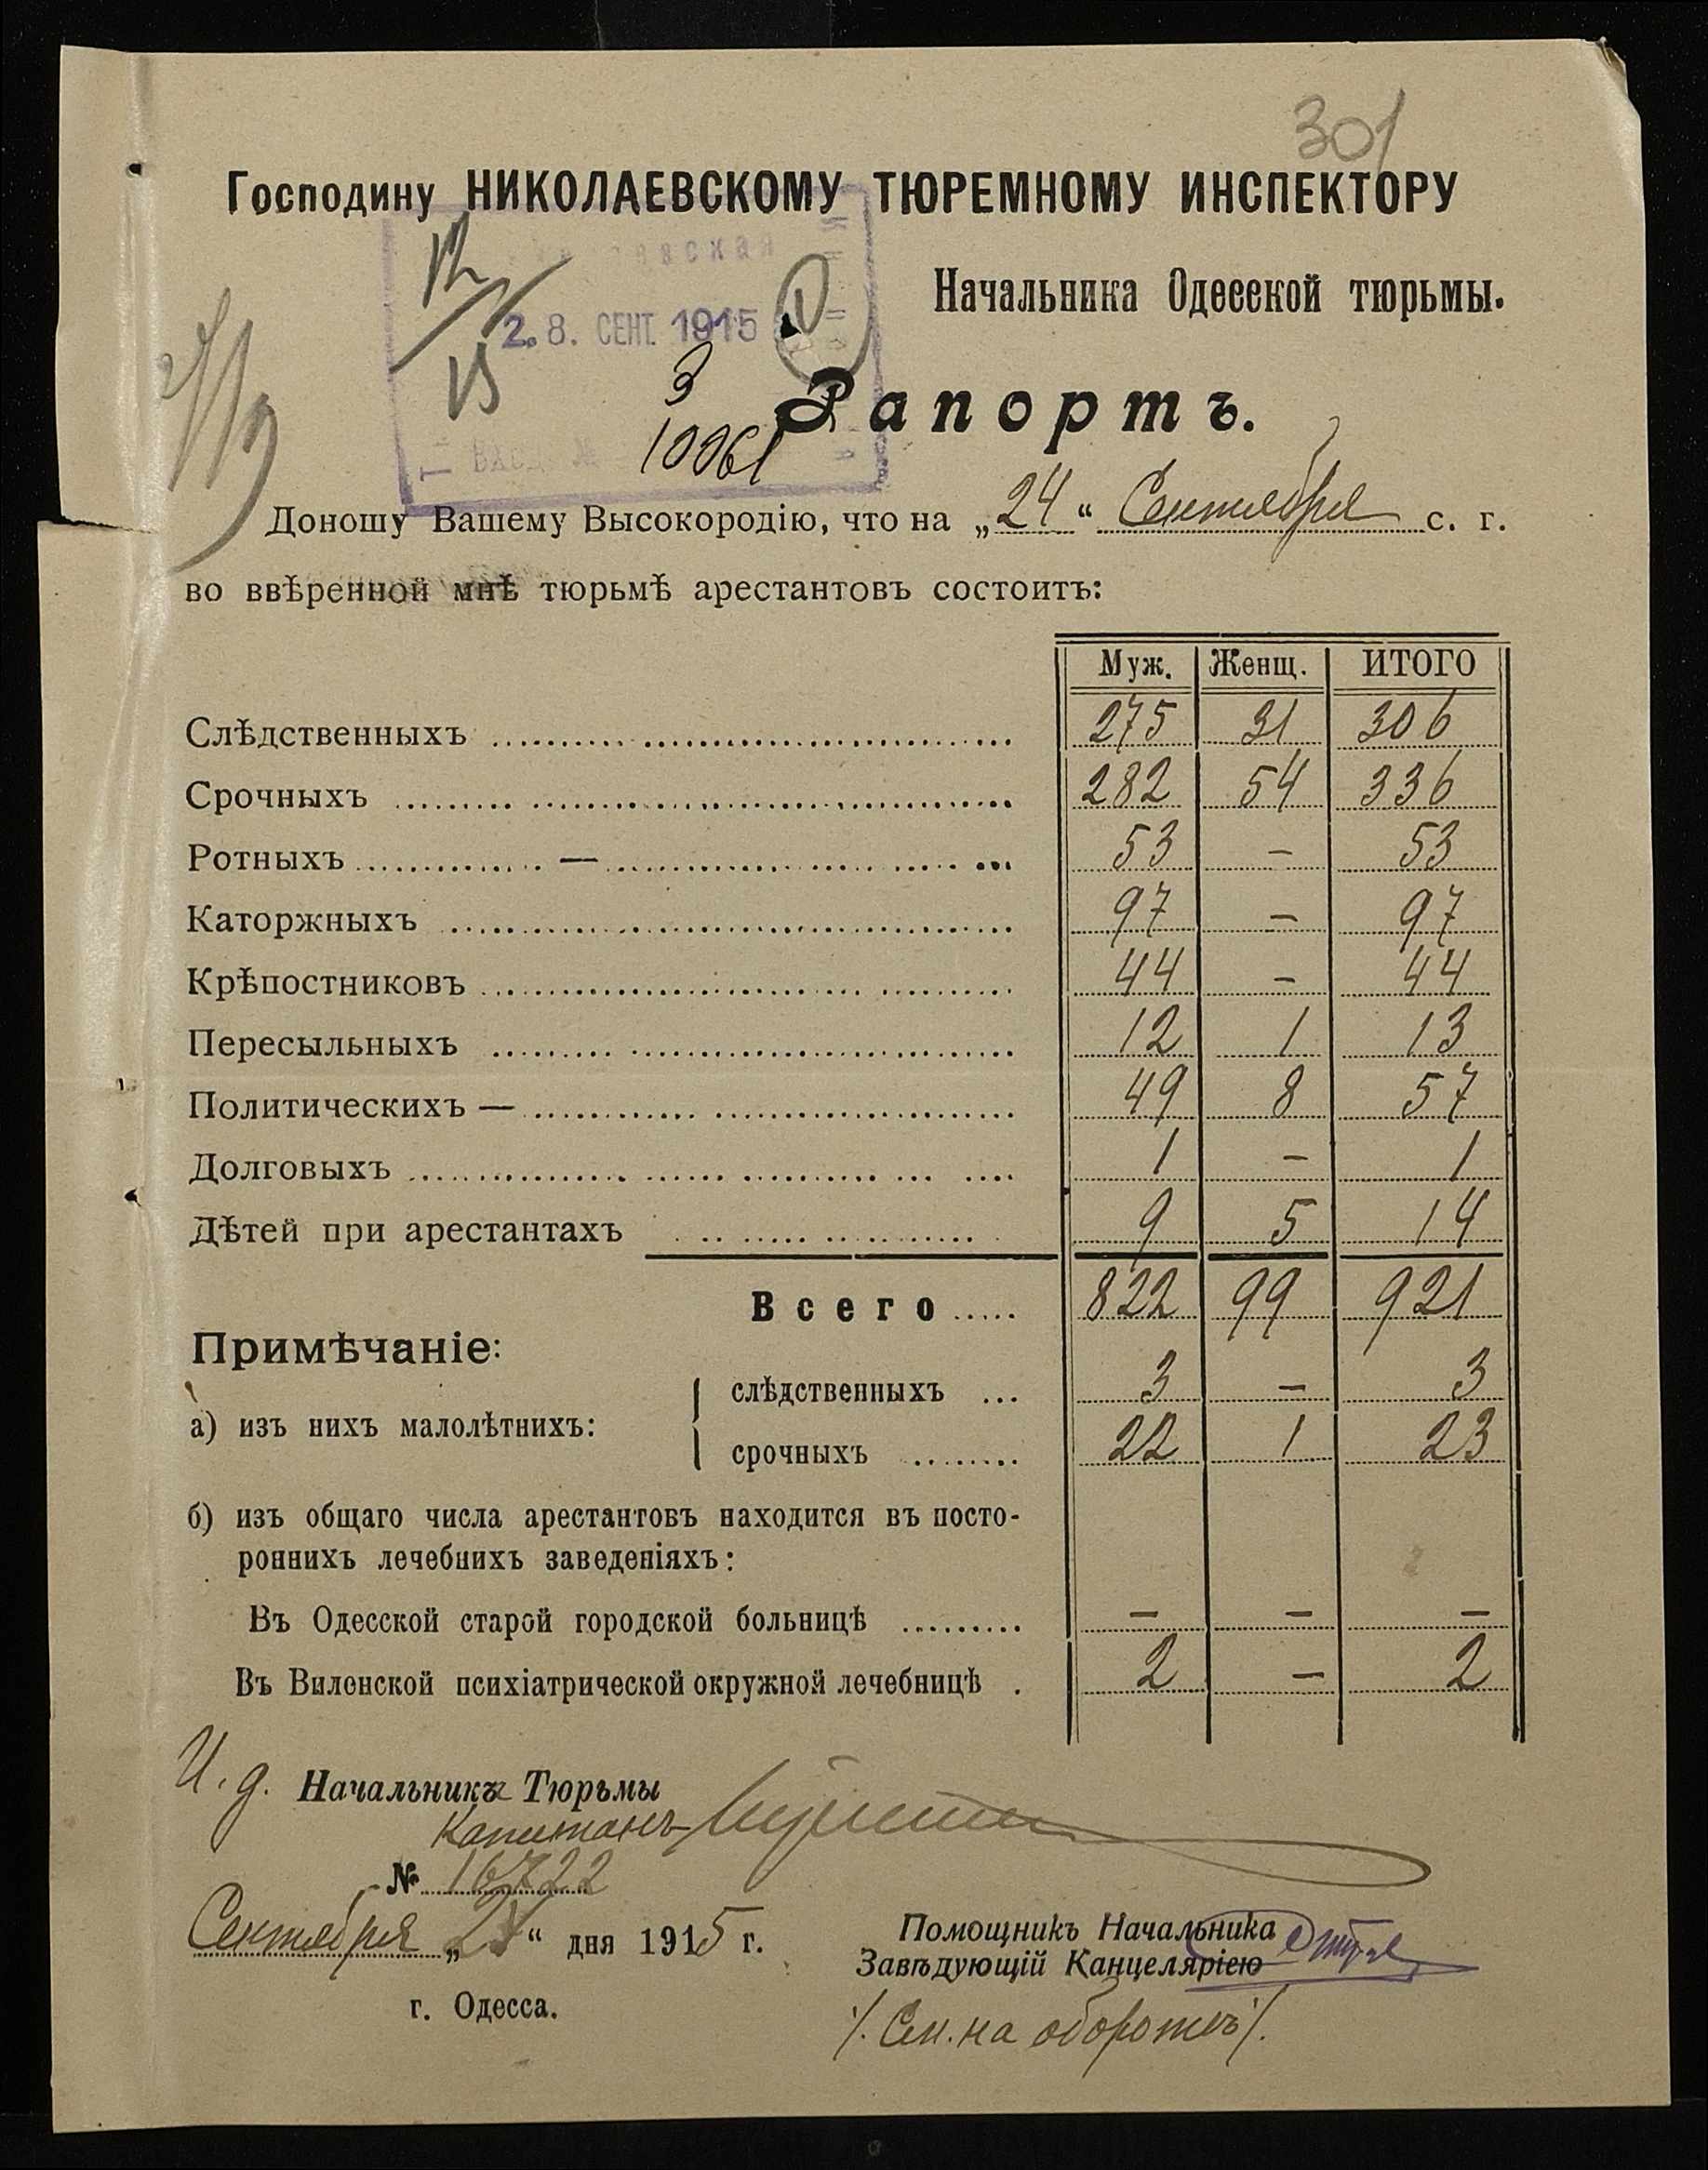 301
Господину НИКОЛАЕВСКОМУ ТЮРЕМНОМУ ИНСПЕКТОРУ
Начальника Одесской тюрьмы.
28. СЕНТ. 1915
3
10061
Рапортъ.
Доношу Вашему Высокородію, что на „24“ Сентября с. г.
во ввѣренной мнѣ тюрьмѣ арестантовъ состоитъ:
Муж. Женщ. ИТОГО
Слѣдственныхъ 275 31 306
Срочныхъ 282 54 336
Ротныхъ — 53 – 53
Каторжныхъ 97 – 97
Крѣпостниковъ 44 – 44
Пересыльныхъ 12 1 13
Политическихъ — 49 8 57
Долговыхъ 1 – 1
Дѣтей при арестантахъ 9 5 14
Всего 822 99 921
Примѣчаніе:
слѣдственныхъ 3 – 3
а) изъ нихъ малолѣтнихъ:
срочныхъ 22 1 23
б) изъ общаго числа арестантовъ находится въ посто-
роннихъ лечебнихъ заведеніяхъ:
Въ Одесской старой городской больницѣ – – –
Въ Виленской психіатрической окружной лечебницѣ 2 – 2
И. д. Начальникъ Тюрьмы
Капитанъ
№ 16722
Сентября „24“ дня 1915 г.
Помощникъ Начальника
Завѣдующій Канцеляріею
г. Одесса.
/. См. на оборотѣ /.